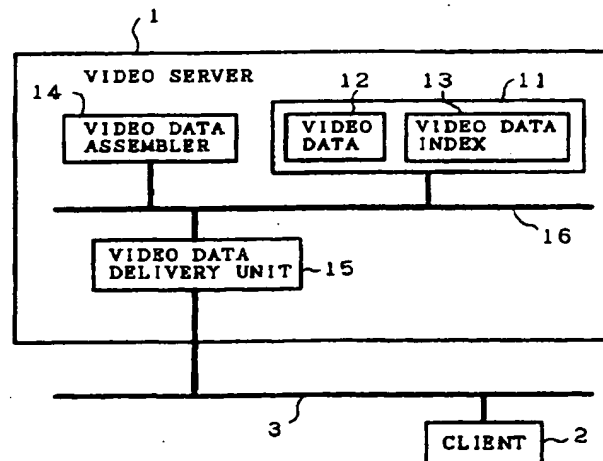 1
VIDEO SERVER
14
12
13
11
VIDEO DATA
ASSEMBLER
VIDEO
DATA
VIDEO DATA
INDEX
16
VIDEO DATA
DELIVERY UNIT
15
3
CLIENT
2